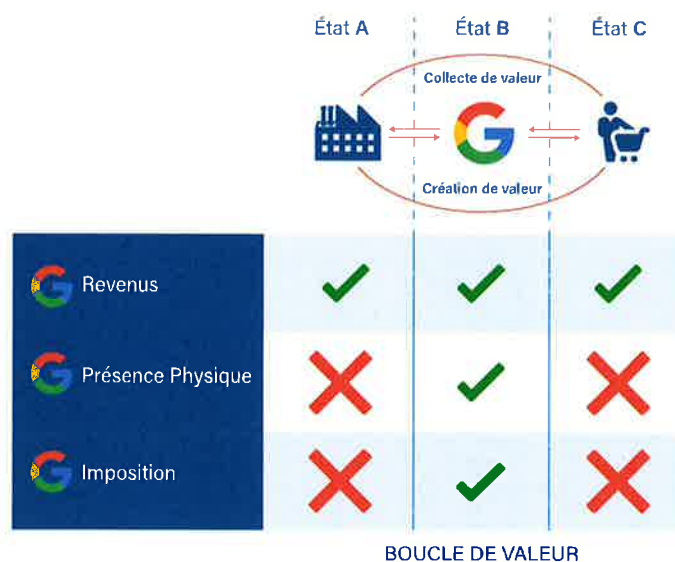 État A État B État C
Collecte de valeur
Création de valeur
Revenus
Présence Physique
Imposition
BOUCLE DE VALEUR